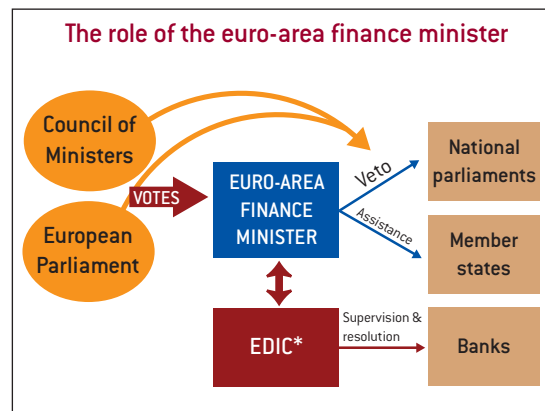 The role of the euro-area finance minister
Council of
Ministers
European
Parliament
VOTES
EURO-AREA
FINANCE
MINISTER
Veto
Assistance
National
parliaments
Member
states
EDIC*
Supervision &
resolution
Banks